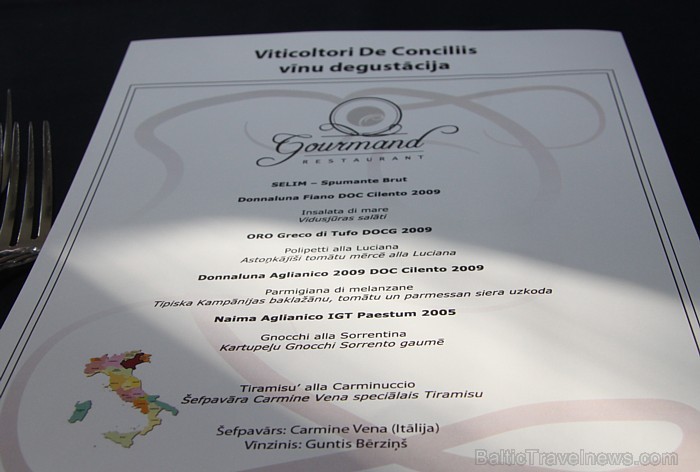 Viticoltori De Conciliis
vīnu degustācija
Gourmand
RESTAURANT
SELIM – Spumante Brut
Donnaluna Fiano DOC Cilento 2009
Insalata di mare
Vidusjūras salāti
ORO Greco di Tufo DOCG 2009
Polipetti alla Luciana
Astoņkājīši tomātu mērcē alla Luciana
Donnaluna Aglianico 2009 DOC Cilento 2009
Parmigiana di melanzane
Tipiska Kampānijas baklažānu, tomātu un parmessan siera uzkoda
Naima Aglianico IGT Paestum 2005
Gnocchi alla Sorrentina
Kartupeļu Gnocchi Sorrento gaumē
Tiramisu’ alla Carminuccio
Šefpavāra Carmine Vena speciālais Tiramisu
Šefpavārs: Carmine Vena (Itālija)
Vīnzinis: Guntis Bērziņš
BalticTravelnews.com ©